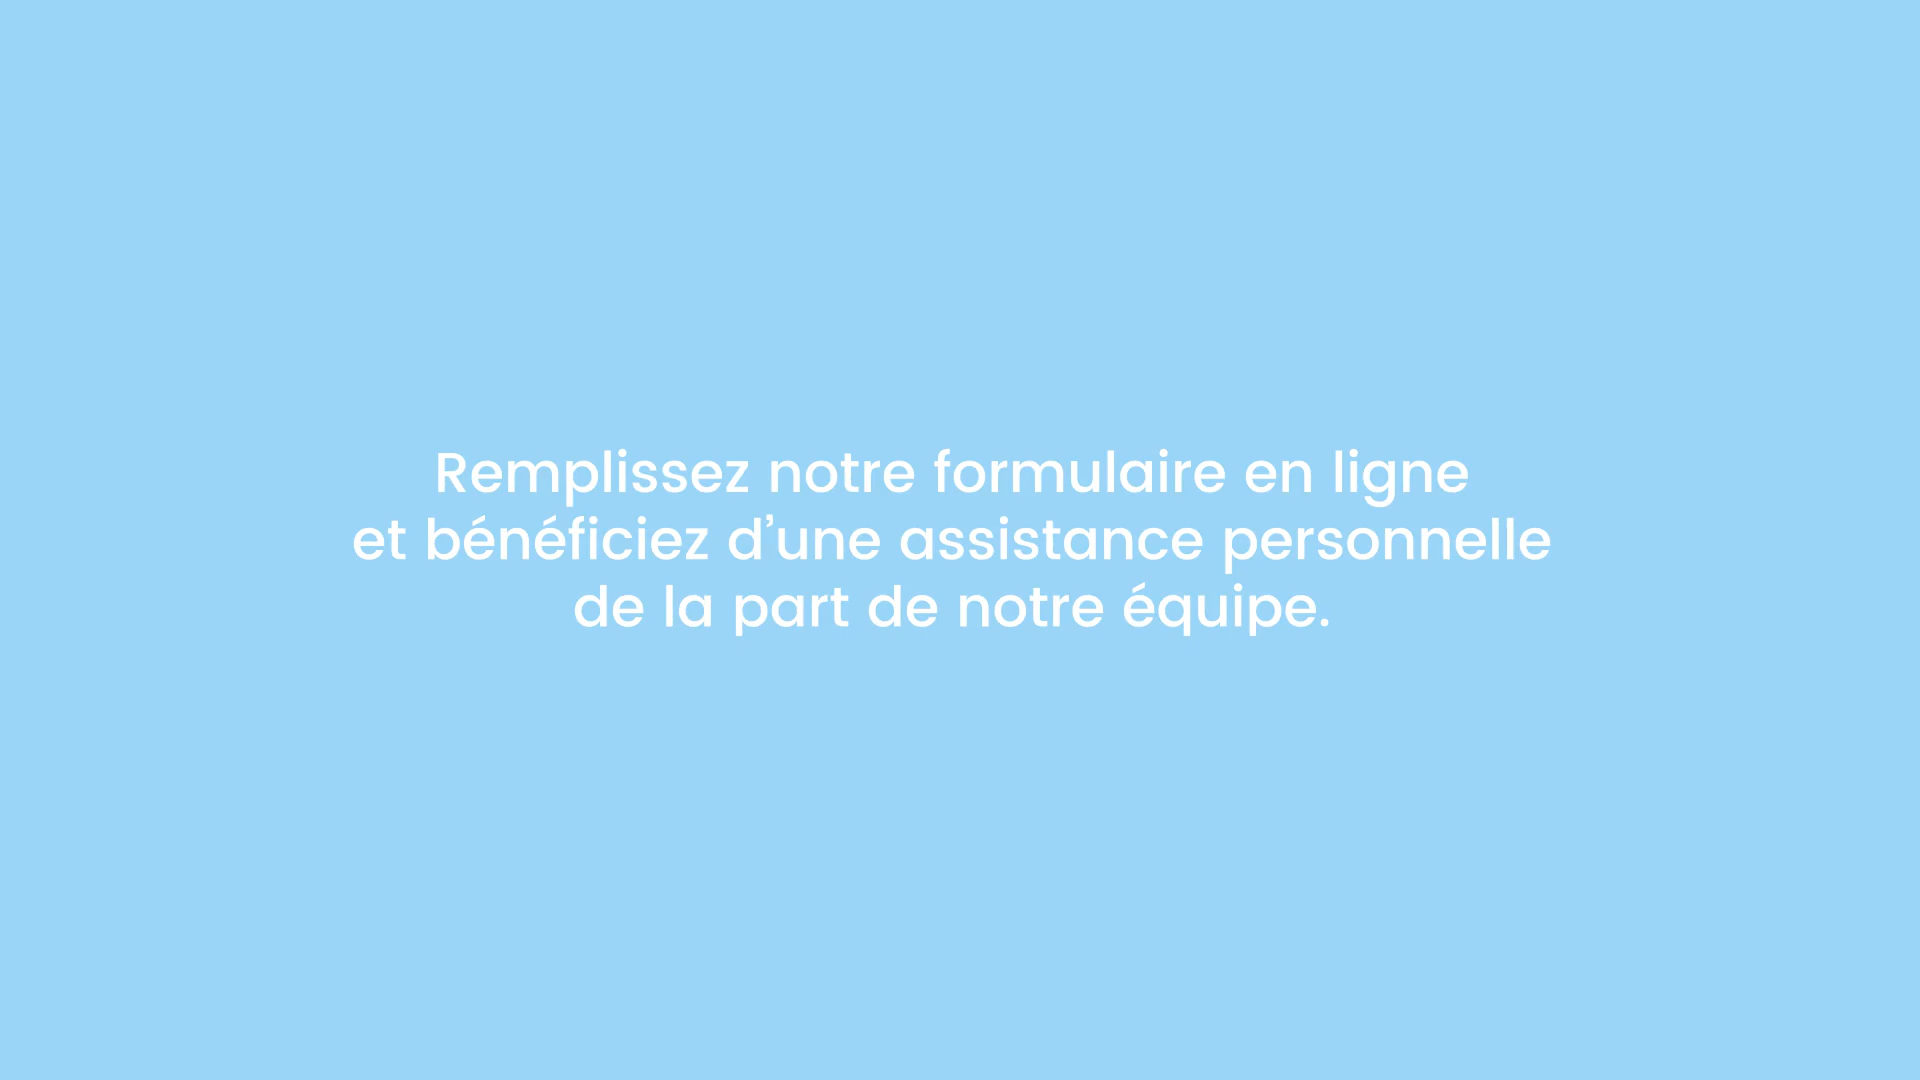 Remplissez notre formulaire en ligne
et bénéficiez d’une assistance personnelle
de la part de notre équipe.